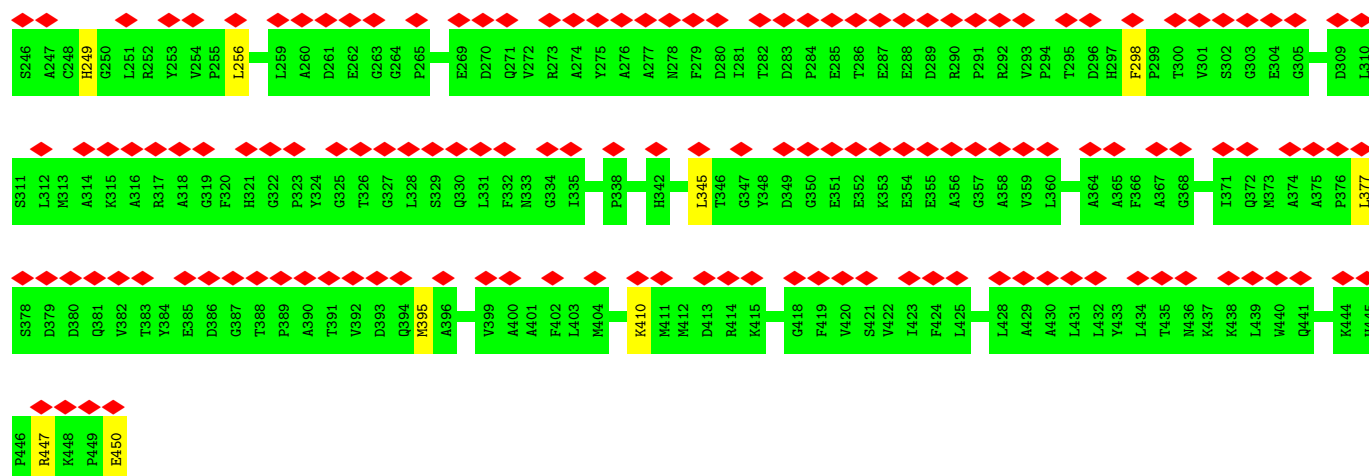 S246 A247 C248 H249 G250 L251 R252 Y253 V254 P255 L256 L259 A260 D261 E262 G263 G264 P265 E269 D270 Q271 V272 R273 A274 Y275 A276 A277 N278 F279 D280 I281 T282 D283 P284 E285 T286 E287 E288 D289 R290 P291 R292 V293 P294 T295 D296 H297 F298 P299 T300 V301 S302 G303 E304 G305 D309 L310
S311 L312 M313 A314 K315 A316 R317 A318 G319 F320 H321 G322 P323 Y324 G325 T326 G327 L328 S329 Q330 L331 F332 N333 G334 I335 P338 H342 L345 T346 G347 Y348 D349 G350 E351 E352 K353 E354 E355 A356 G357 A358 V359 L360 A364 A365 F366 A367 G368 I371 Q372 M373 A374 A375 P376 L377
S378 D379 D380 Q381 V382 T383 Y384 E385 D386 G387 T388 P389 A390 T391 V392 D393 Q394 M395 A396 V399 A400 A401 F402 L403 M404 K410 M411 M412 D413 R414 K415 G418 F419 V420 S421 V422 I423 F424 L425 L428 A429 A430 L431 L432 Y433 L434 T435 N436 K437 K438 L439 W440 Q441 K444
P446 R447 K448 P449 E450